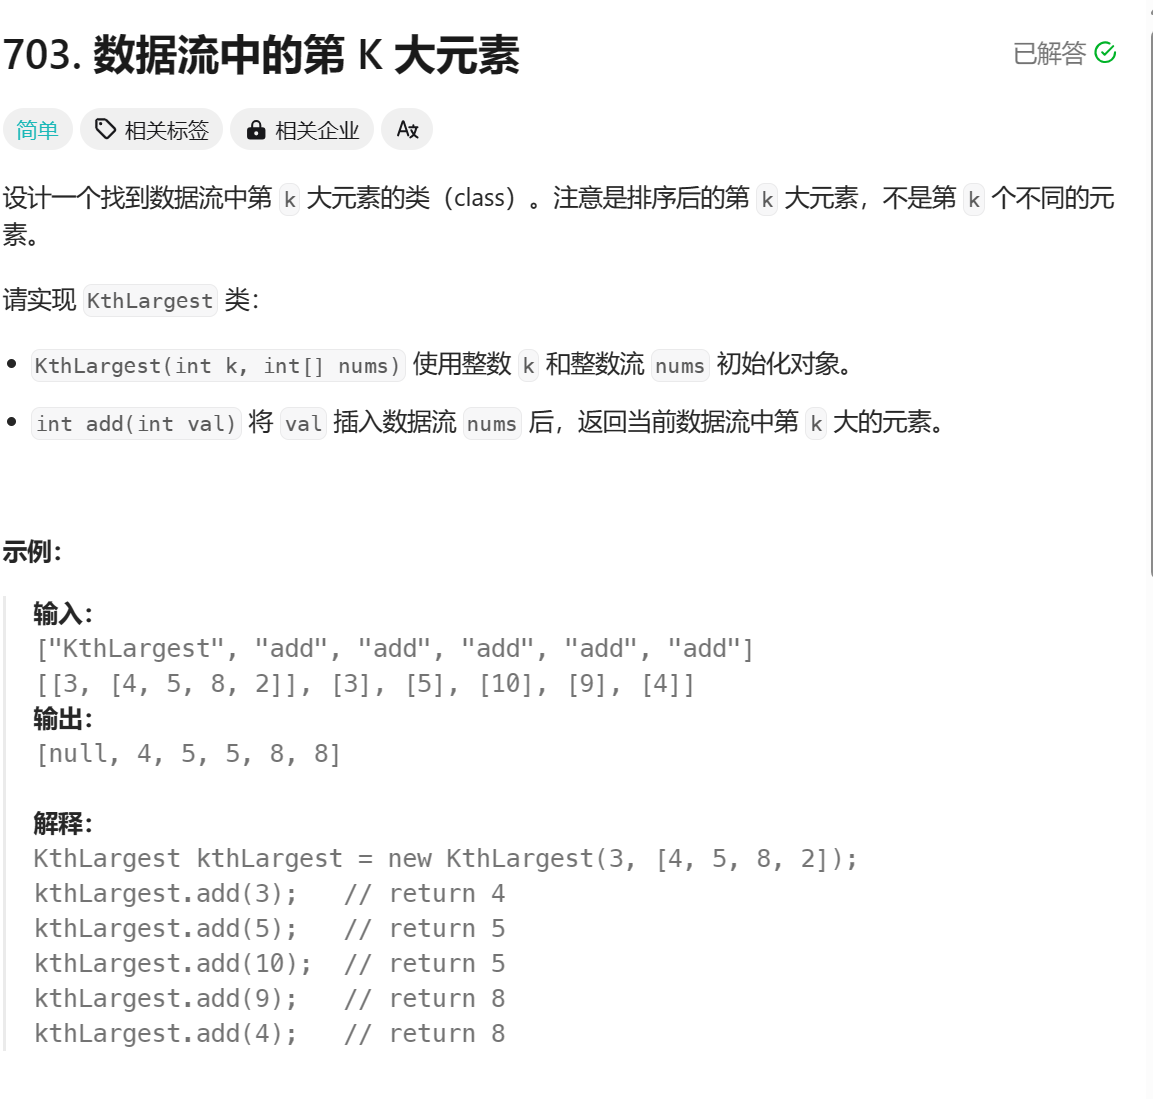 703. 数据流中的第 K 大元素
已解答
简单
相关标签
相关企业
设计一个找到数据流中第 k 大元素的类（class）。注意是排序后的第 k 大元素，不是第 k 个不同的元
素。
请实现 KthLargest 类：
• KthLargest(int k, int[] nums) 使用整数 k 和整数流 nums 初始化对象。
• int add(int val) 将 val 插入数据流 nums 后，返回当前数据流中第 k 大的元素。
示例：
输入：
["KthLargest", "add", "add", "add", "add", "add"]
[[3, [4, 5, 8, 2]], [3], [5], [10], [9], [4]]
输出：
[null, 4, 5, 5, 8, 8]
解释：
KthLargest kthLargest = new KthLargest(3, [4, 5, 8, 2]);
kthLargest.add(3);   // return 4
kthLargest.add(5);   // return 5
kthLargest.add(10);  // return 5
kthLargest.add(9);   // return 8
kthLargest.add(4);   // return 8